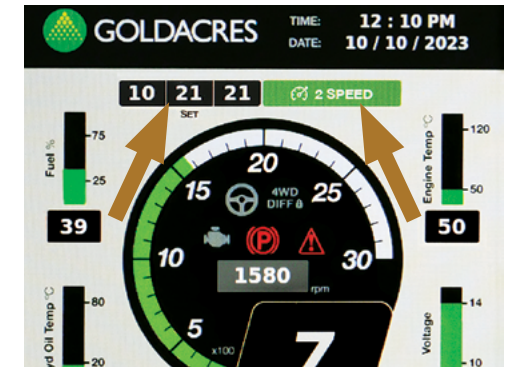 GOLDACRES
TIME: 12 : 10 PM
DATE: 10 / 10 / 2023
10 21 21
SET
2 SPEED
Fuel %
75
25
39
Engine Temp °C
120
50
50
5
10
15
20
25
30
4WD
DIFF
P
1580
rpm
x100
7
yd Oil Temp °C
80
20
Voltage
14
10